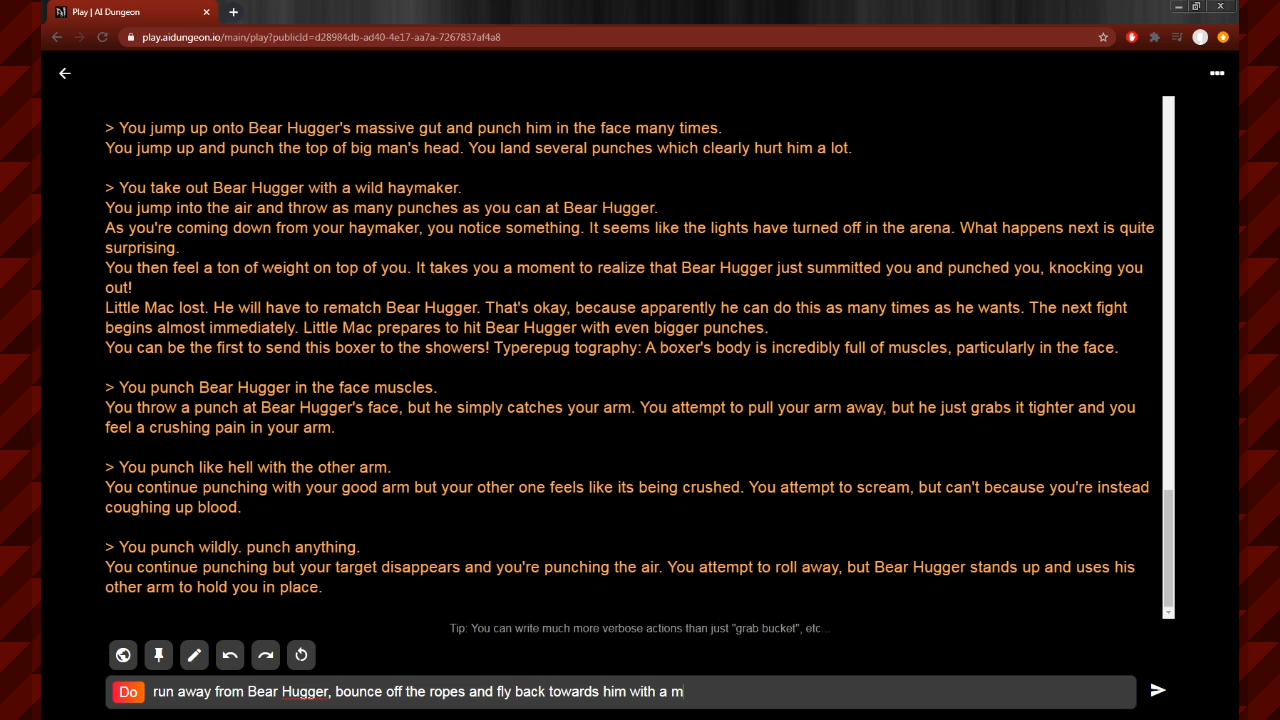 Play | AI Dungeon
play.aidungeon.io/main/play?publicId=d28984db-ad40-4e17-aa7a-7267837af4a8
> You jump up onto Bear Hugger's massive gut and punch him in the face many times.
You jump up and punch the top of big man's head. You land several punches which clearly hurt him a lot.
> You take out Bear Hugger with a wild haymaker.
You jump into the air and throw as many punches as you can at Bear Hugger.
As you're coming down from your haymaker, you notice something. It seems like the lights have turned off in the arena. What happens next is quite
surprising.
You then feel a ton of weight on top of you. It takes you a moment to realize that Bear Hugger just summitted you and punched you, knocking you
out!
Little Mac lost. He will have to rematch Bear Hugger. That's okay, because apparently he can do this as many times as he wants. The next fight
begins almost immediately. Little Mac prepares to hit Bear Hugger with even bigger punches.
You can be the first to send this boxer to the showers! Typerepug tography: A boxer's body is incredibly full of muscles, particularly in the face.
> You punch Bear Hugger in the face muscles.
You throw a punch at Bear Hugger's face, but he simply catches your arm. You attempt to pull your arm away, but he just grabs it tighter and you
feel a crushing pain in your arm.
> You punch like hell with the other arm.
You continue punching with your good arm but your other one feels like its being crushed. You attempt to scream, but can't because you're instead
coughing up blood.
> You punch wildly. punch anything.
You continue punching but your target disappears and you're punching the air. You attempt to roll away, but Bear Hugger stands up and uses his
other arm to hold you in place.
Tip: You can write much more verbose actions than just "grab bucket", etc...
Do run away from Bear Hugger, bounce off the ropes and fly back towards him with a m